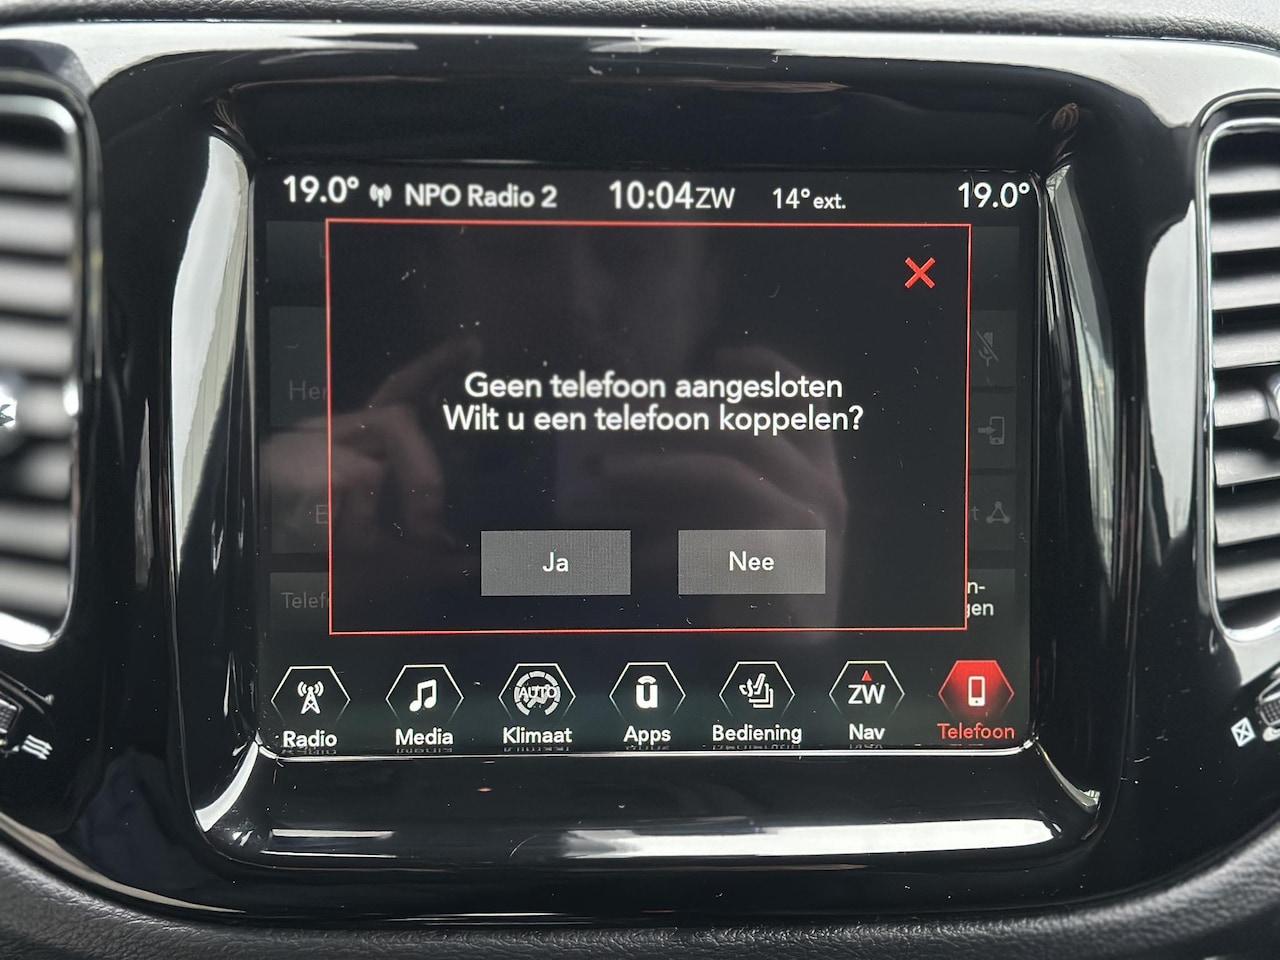 19.0° NPO Radio 2 10:04ZW 14°ext. 19.0°
Geen telefoon aangesloten
Wilt u een telefoon koppelen?
Ja Nee
AUTO ZW
Radio Media Klimaat Apps Bediening Nav Telefoon